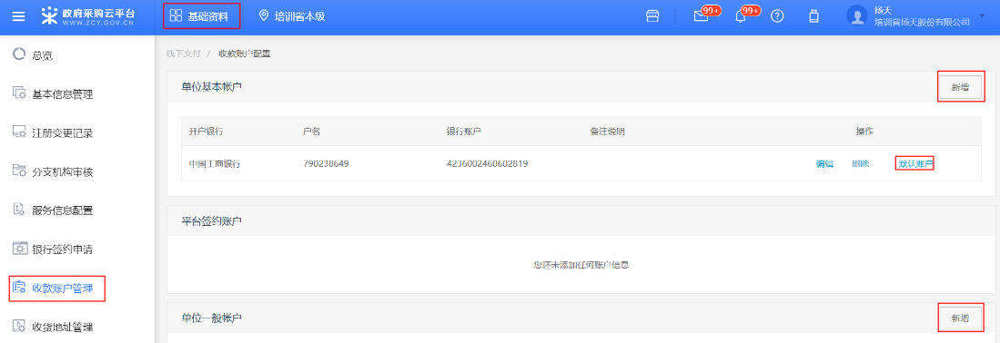 政府采购云平台
WWW.ZCY.GOV.CN
基础资料
培训省本级
99+
99+
扬天
培训省扬天股份有限公司
总览
基本信息管理
注册变更记录
分支机构审核
服务信息配置
银行签约申请
收款账户管理
收货地址管理
线下支付 / 收款账户配置
单位基本帐户
新增
开户银行 户名 银行账户 备注说明 操作
中国工商银行 790238649 4236002460602819 编辑 删除 默认账户
平台签约账户
您还未添加任何账户信息
单位一般帐户
新增